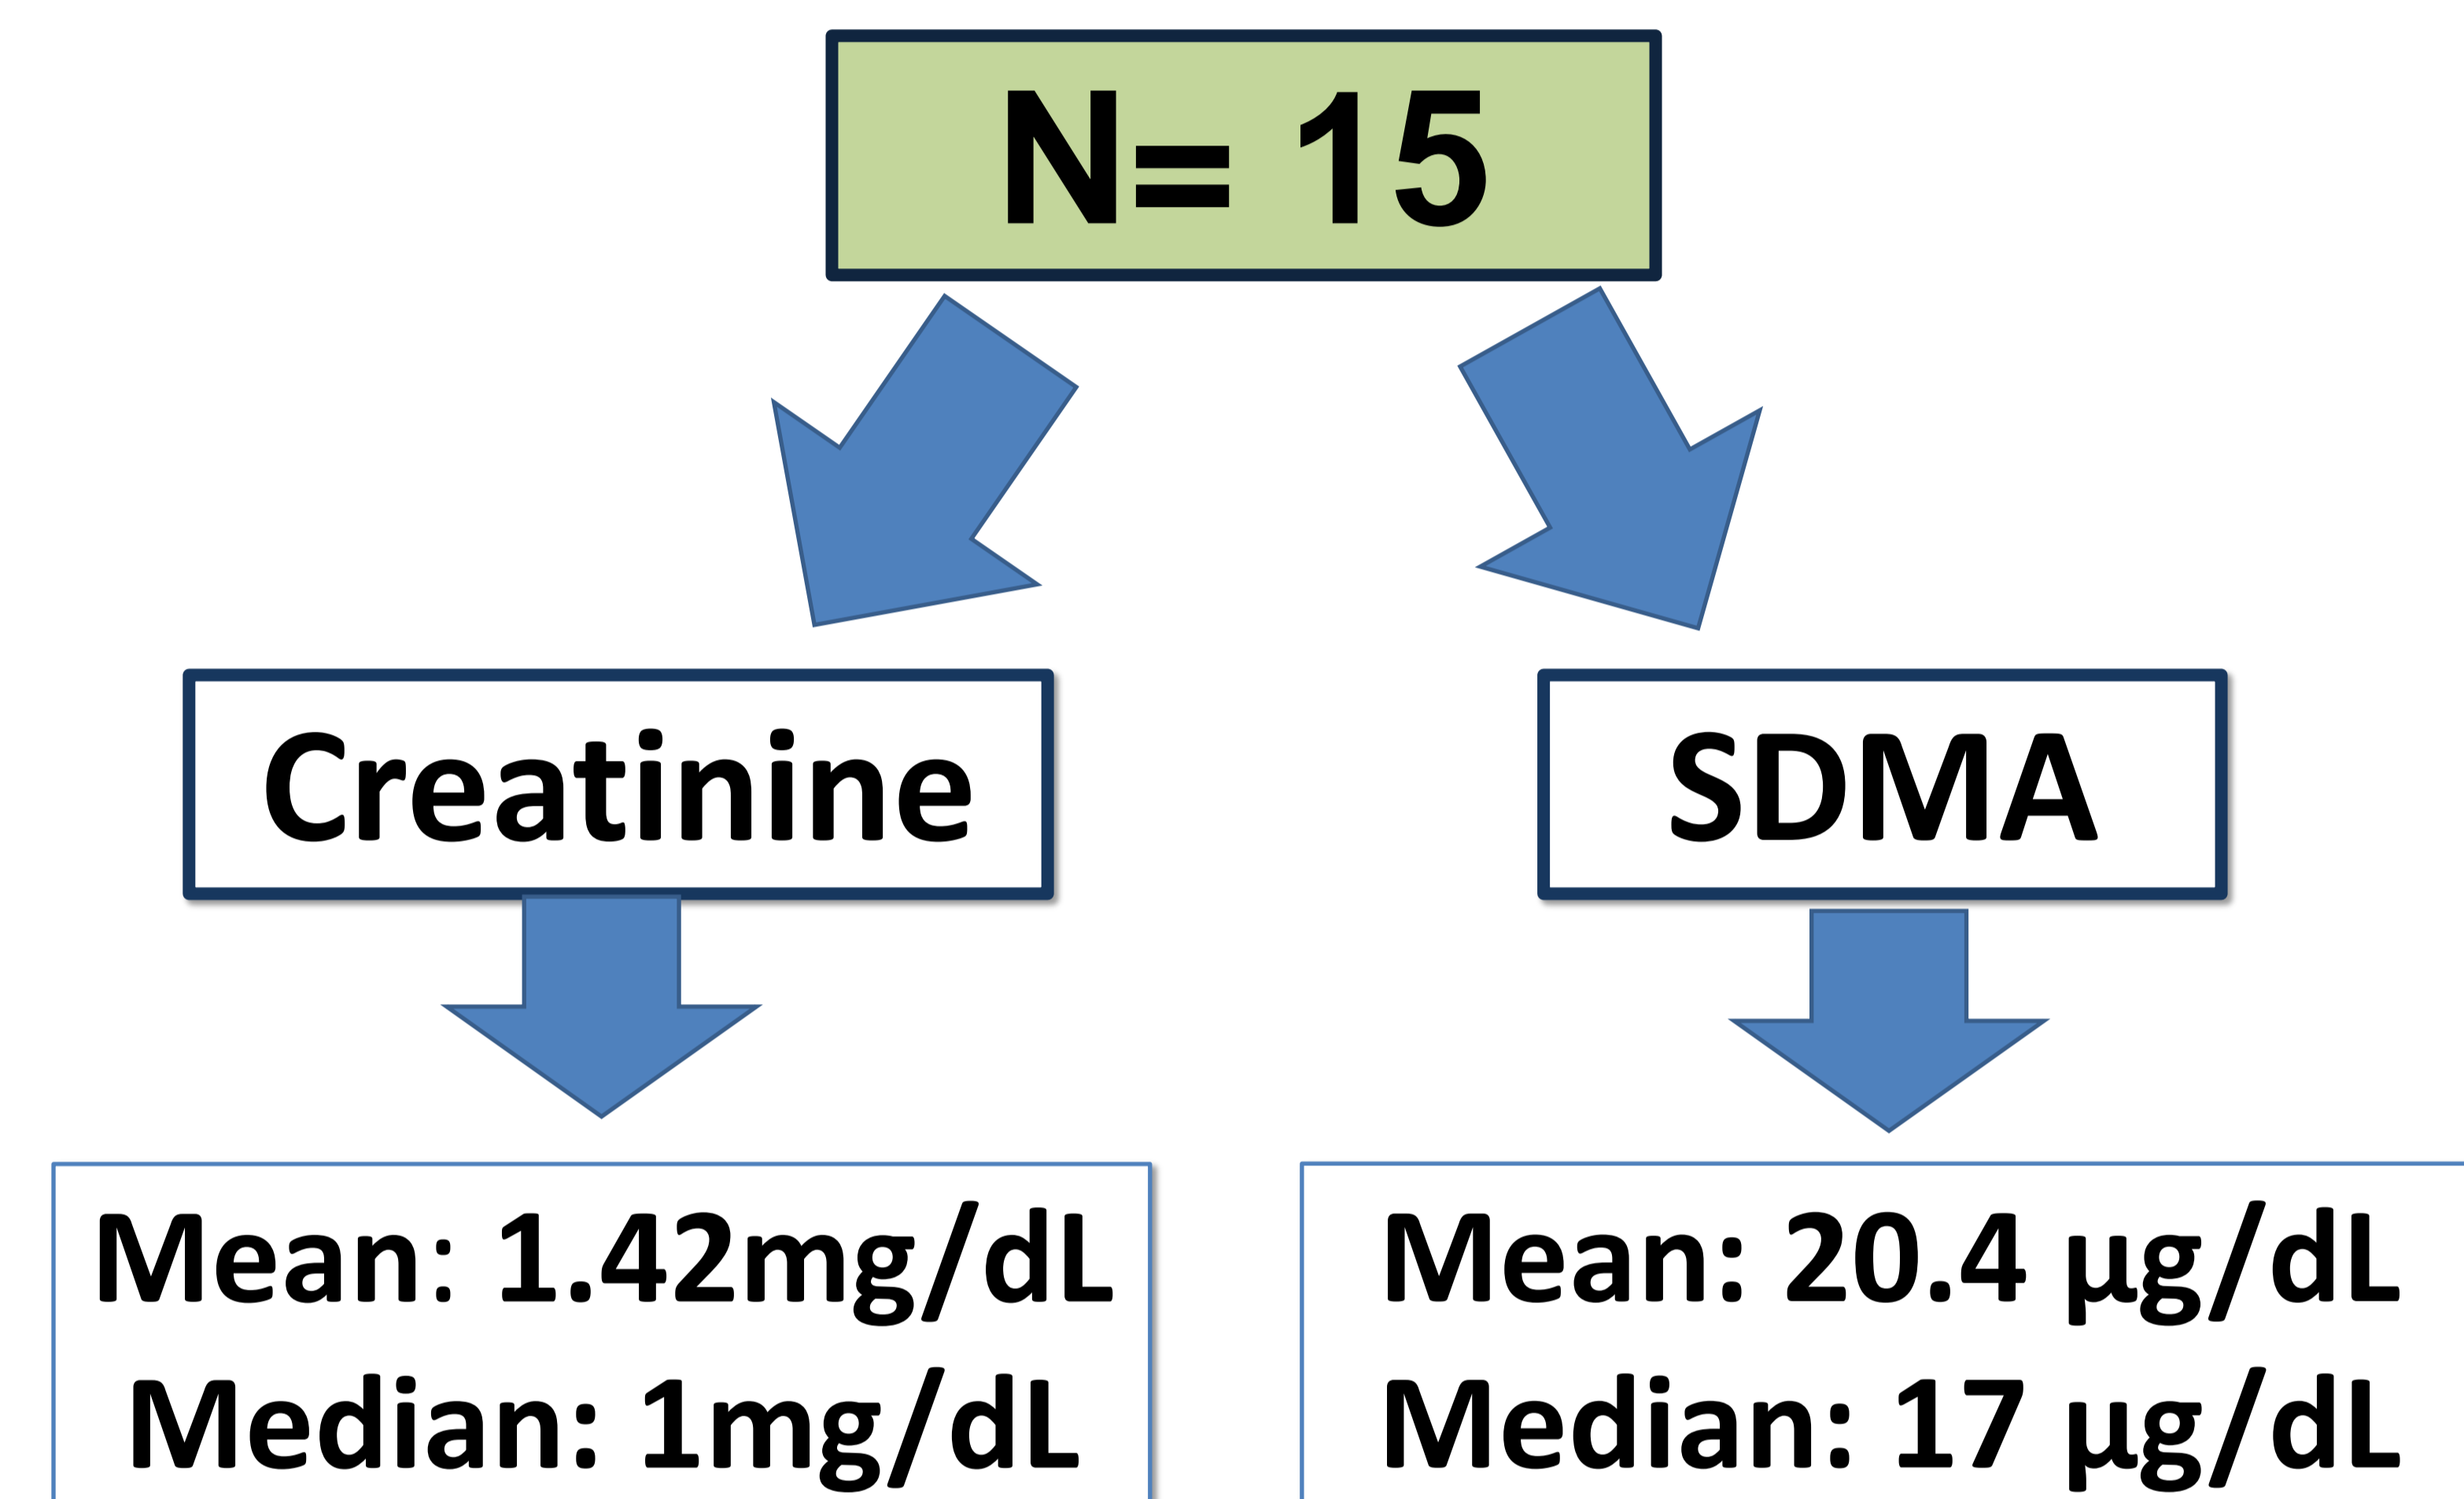 N= 15
Creatinine
SDMA
Mean: 1.42mg/dL
Median: 1mg/dL
Mean: 20.4 µg/dL
Median: 17 µg/dL